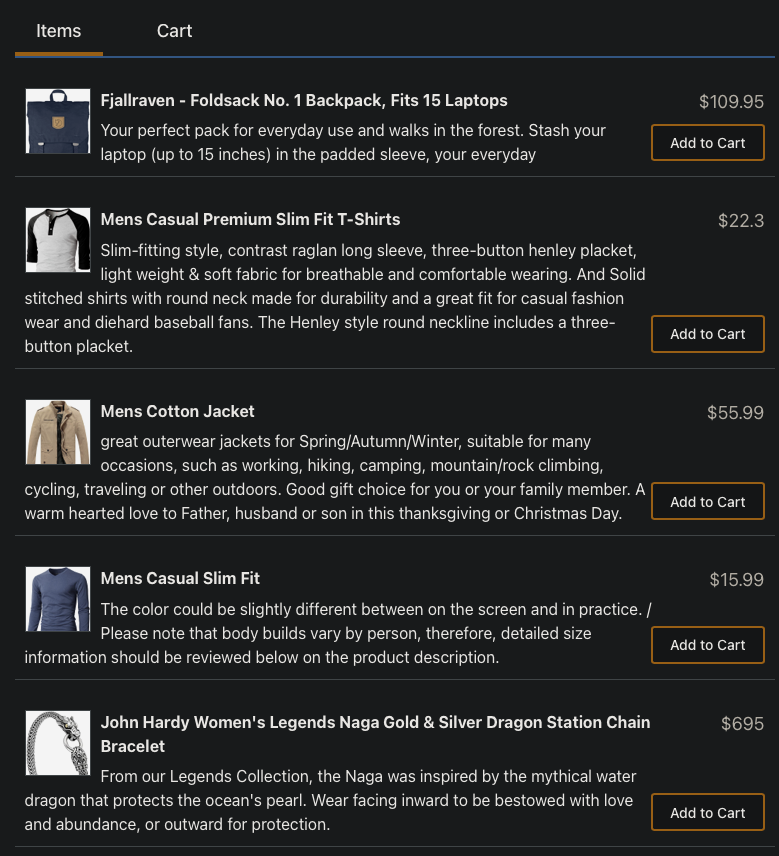 Items
Cart
Fjallraven - Foldsack No. 1 Backpack, Fits 15 Laptops
$109.95
Your perfect pack for everyday use and walks in the forest. Stash your
laptop (up to 15 inches) in the padded sleeve, your everyday
Add to Cart
Mens Casual Premium Slim Fit T-Shirts
$22.3
Slim-fitting style, contrast raglan long sleeve, three-button henley placket,
light weight & soft fabric for breathable and comfortable wearing. And Solid
stitched shirts with round neck made for durability and a great fit for casual fashion
wear and diehard baseball fans. The Henley style round neckline includes a three-
button placket.
Add to Cart
Mens Cotton Jacket
$55.99
great outerwear jackets for Spring/Autumn/Winter, suitable for many
occasions, such as working, hiking, camping, mountain/rock climbing,
cycling, traveling or other outdoors. Good gift choice for you or your family member. A
warm hearted love to Father, husband or son in this thanksgiving or Christmas Day.
Add to Cart
Mens Casual Slim Fit
$15.99
The color could be slightly different between on the screen and in practice. /
Please note that body builds vary by person, therefore, detailed size
information should be reviewed below on the product description.
Add to Cart
John Hardy Women's Legends Naga Gold & Silver Dragon Station Chain
Bracelet
$695
From our Legends Collection, the Naga was inspired by the mythical water
dragon that protects the ocean's pearl. Wear facing inward to be bestowed with love
and abundance, or outward for protection.
Add to Cart